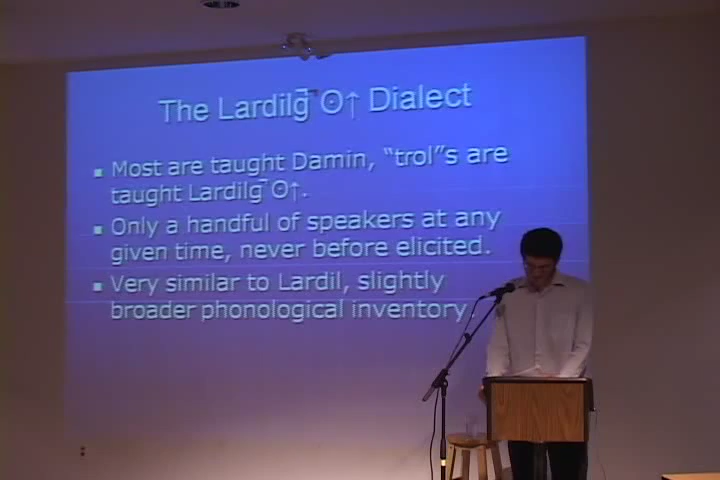 The Lardilg͞ ʘ↑ Dialect
Most are taught Damin, “trol”s are
taught Lardilg͞ ʘ↑.
Only a handful of speakers at any
given time, never before elicited.
Very similar to Lardil, slightly
broader phonological inventory.